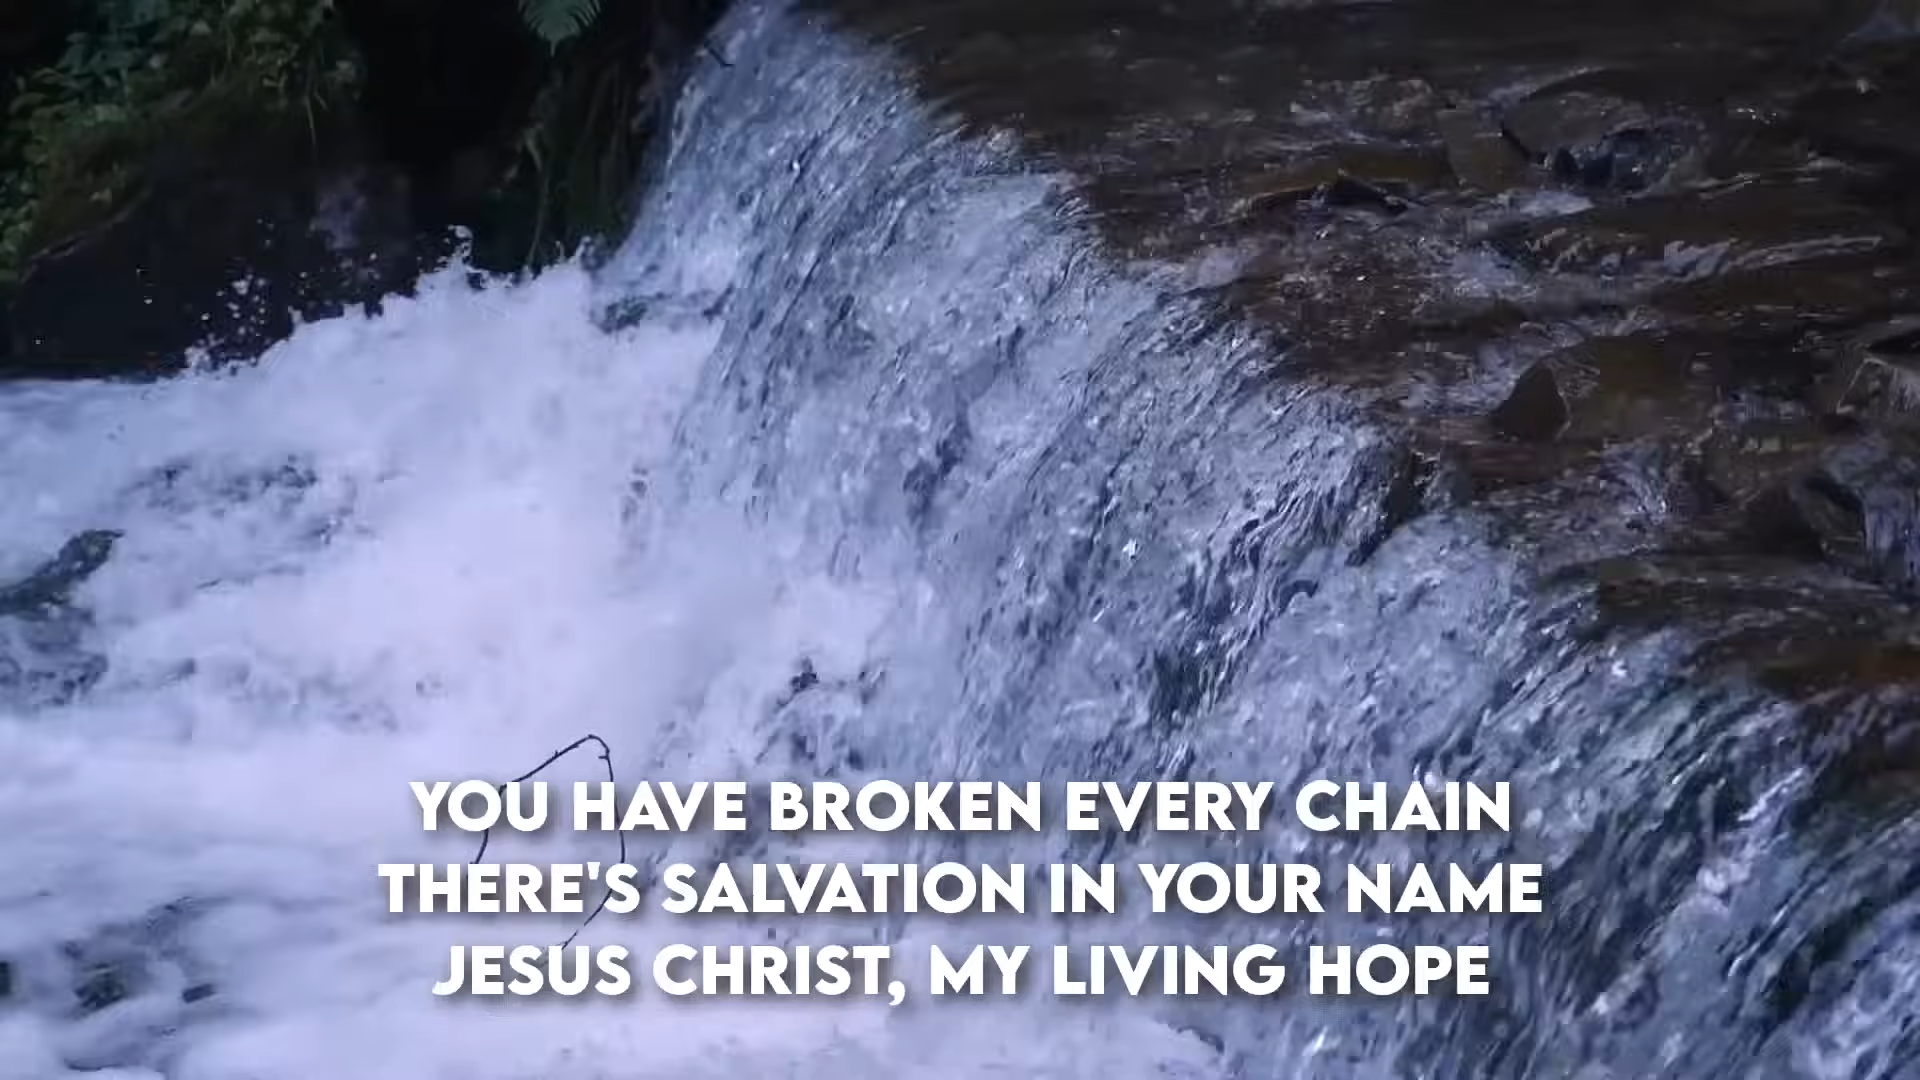 YOU HAVE BROKEN EVERY CHAIN
THERE'S SALVATION IN YOUR NAME
JESUS CHRIST, MY LIVING HOPE